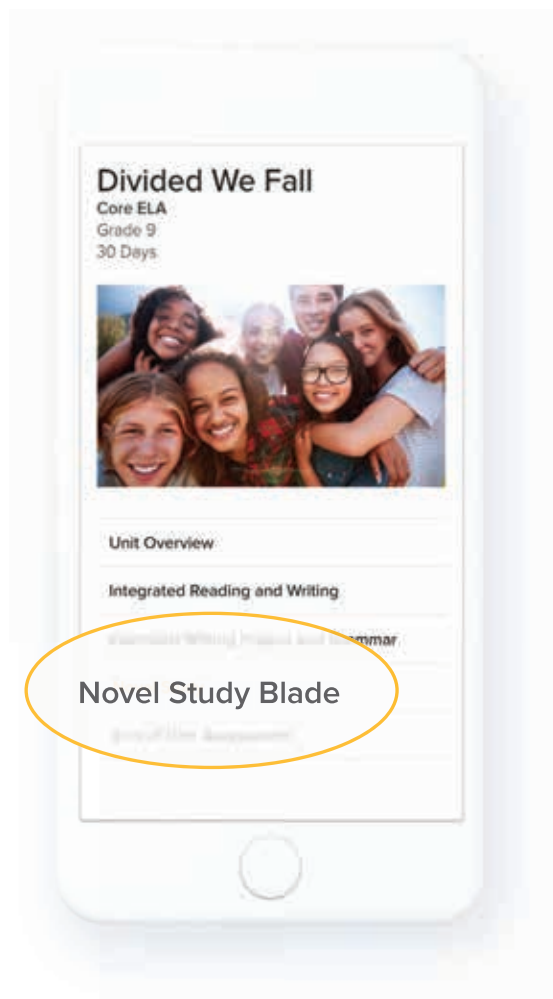 Divided We Fall
Core ELA
Grade 9
30 Days
Unit Overview
Integrated Reading and Writing
Novel Study Blade